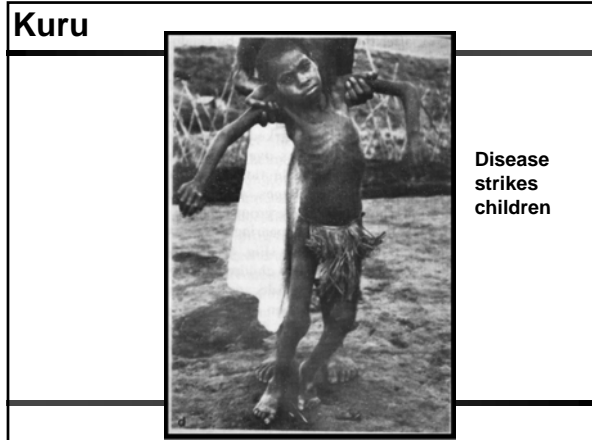 Kuru
Disease
strikes
children
d